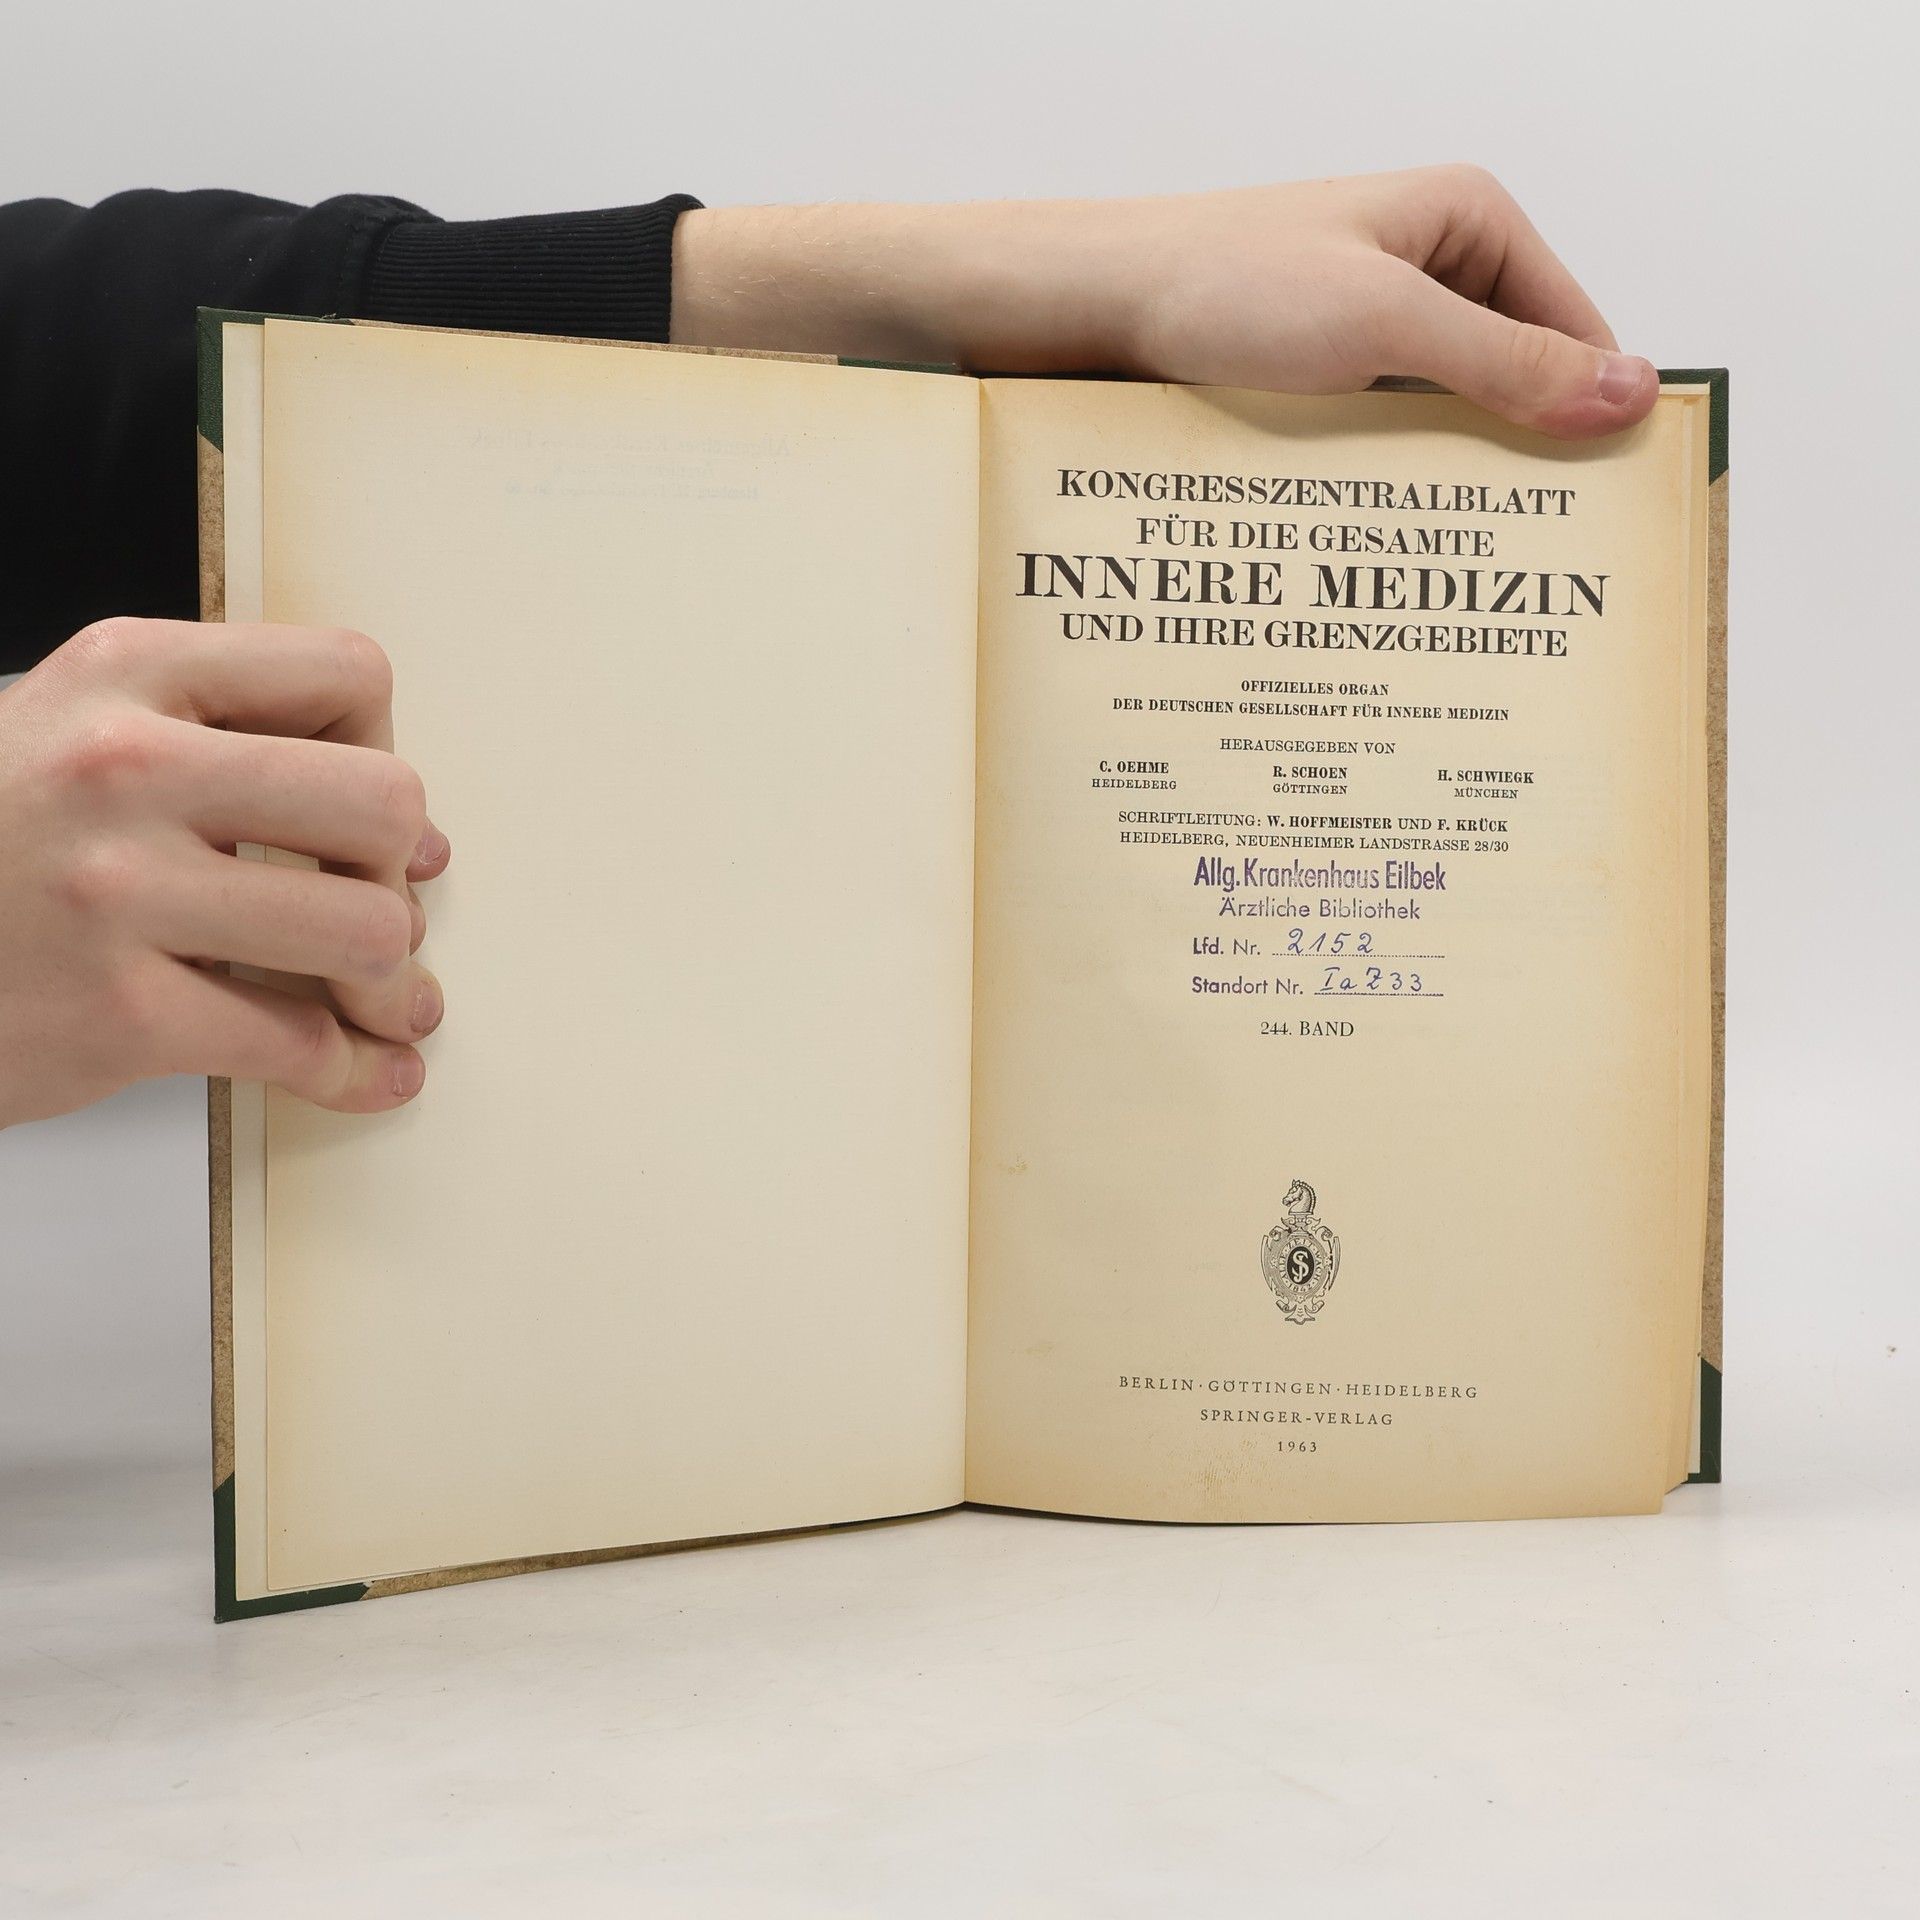 KONGRESSZENTRALBLATT
FÜR DIE GESAMTE
INNERE MEDIZIN
UND IHRE GRENZGEBIETE
OFFIZIELLES ORGAN
DER DEUTSCHEN GESELLSCHAFT FÜR INNERE MEDIZIN
HERAUSGEGEBEN VON
C. OEHME R. SCHOEN H. SCHWIEGK
HEIDELBERG GÖTTINGEN MÜNCHEN
SCHRIFTLEITUNG: W. HOFFMEISTER UND F. KRÜCK
HEIDELBERG, NEUENHEIMER LANDSTRASSE 28/30
Allg. Krankenhaus Eilbek
Ärztliche Bibliothek
Lfd. Nr. 2152
Standort Nr. Ia Z 33
244. BAND
BERLIN · GÖTTINGEN · HEIDELBERG
SPRINGER-VERLAG
1963